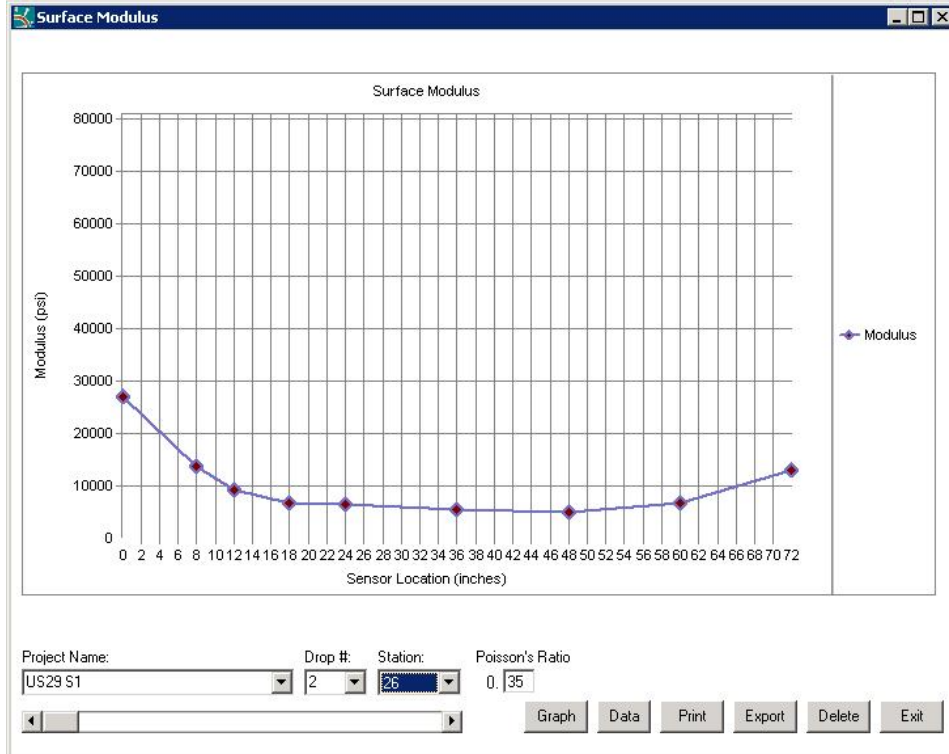 Surface Modulus
Surface Modulus
Modulus (psi)
80000
70000
60000
50000
40000
30000
20000
10000
0
0 2 4 6 8 10 12 14 16 18 20 22 24 26 28 30 32 34 36 38 40 42 44 46 48 50 52 54 56 58 60 62 64 66 68 70 72
Sensor Location (inches)
Modulus
Project Name: Drop #: Station: Poisson's Ratio
US29 S1 2 26 0. 35
Graph Data Print Export Delete Exit